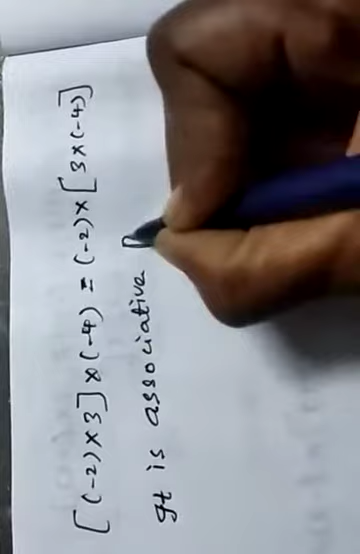 [(-2)×3]×(-4) = (-2)×[3×(-4)]
It is associative